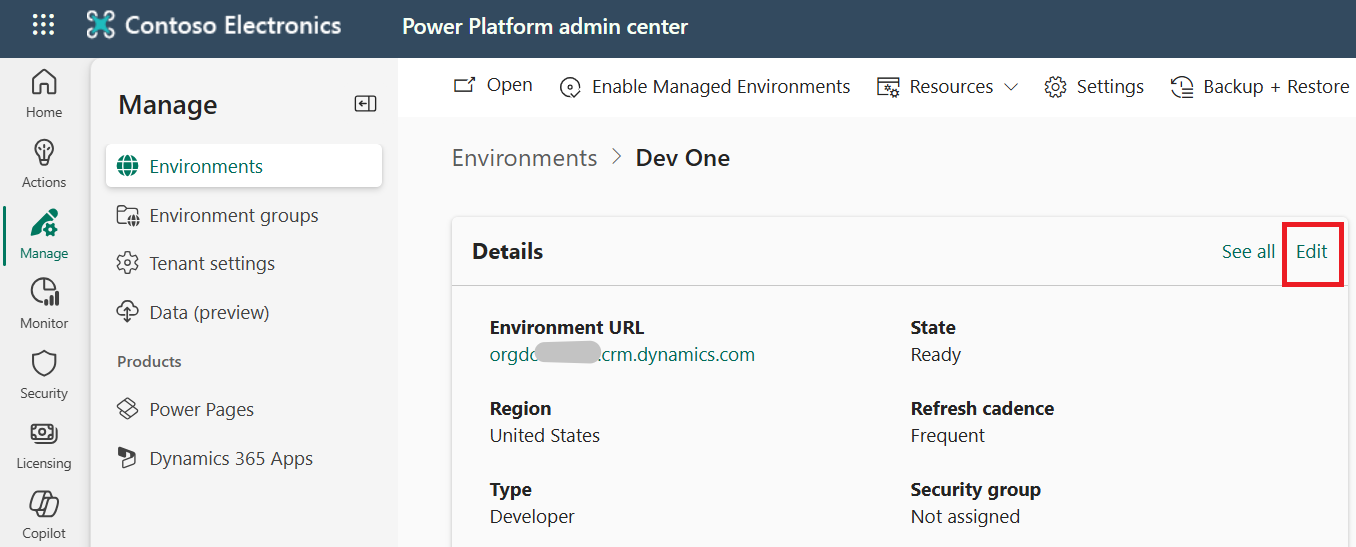 Contoso Electronics
Power Platform admin center
Home
Actions
Manage
Monitor
Security
Licensing
Copilot
Manage
Environments
Environment groups
Tenant settings
Data (preview)
Products
Power Pages
Dynamics 365 Apps
Open
Enable Managed Environments
Resources
Settings
Backup + Restore
Environments > Dev One
Details
See all
Edit
Environment URL
.crm.dynamics.com
State
Ready
Region
United States
Refresh cadence
Frequent
Type
Developer
Security group
Not assigned